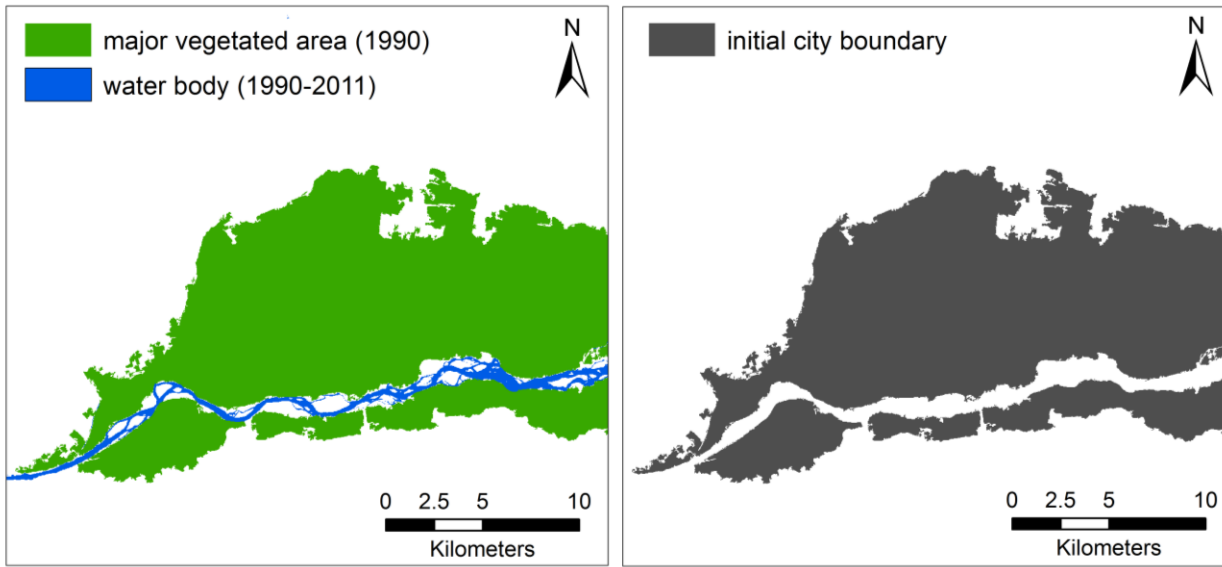 major vegetated area (1990)
water body (1990-2011)
N
0 2.5 5 10
Kilometers
initial city boundary
N
0 2.5 5 10
Kilometers